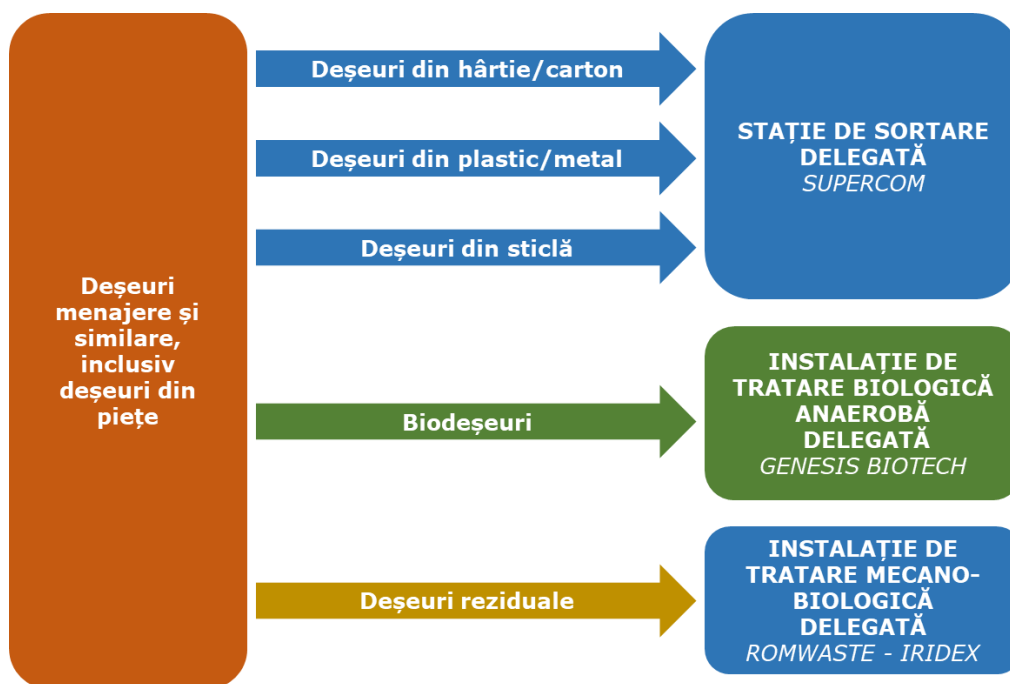 Deșeuri
menajere și
similare,
inclusiv
deșeuri din
piețe
Deșeuri din hârtie/carton
Deșeuri din plastic/metal
Deșeuri din sticlă
STAȚIE DE SORTARE
DELEGATĂ
SUPERCOM
Biodeșeuri
INSTALAȚIE DE
TRATARE BIOLOGICĂ
ANAEROBĂ
DELEGATĂ
GENESIS BIOTECH
Deșeuri reziduale
INSTALAȚIE DE
TRATARE MECANO-
BIOLOGICĂ
DELEGATĂ
ROMWASTE - IRIDEX